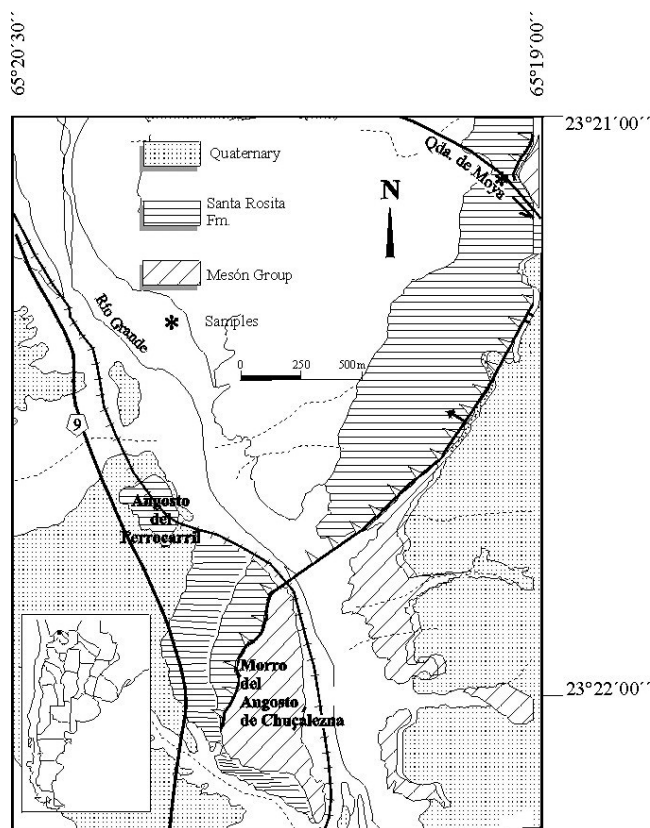 65°20´30´´
65°19´00´´
23°21´00´´
Quaternary
Qda. de Moya
Santa Rosita
Fm.
N
Mesón Group
Río Grande
Samples
0 250 500m
9
Angosto
del
Ferrocarril
Morro
del
Angosto
de Chucalezna
23°22´00´´